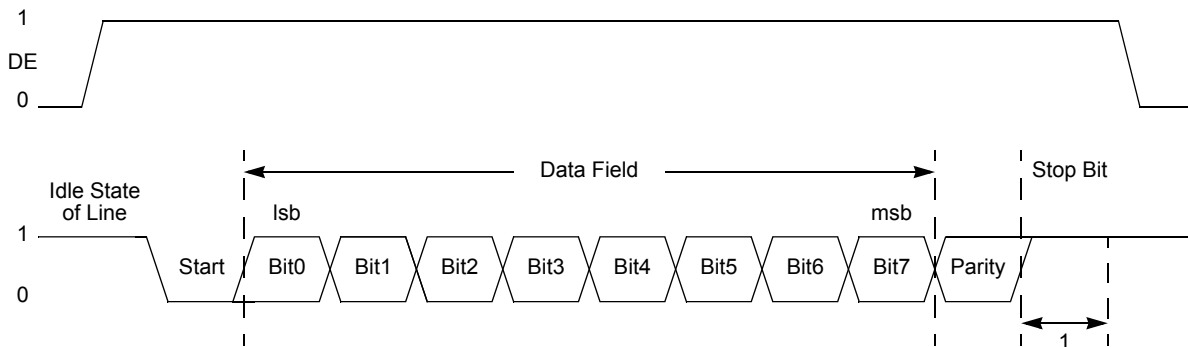 1
DE
0
Data Field
Stop Bit
Idle State
of Line
lsb
msb
1
Start
Bit0
Bit1
Bit2
Bit3
Bit4
Bit5
Bit6
Bit7
Parity
0
1